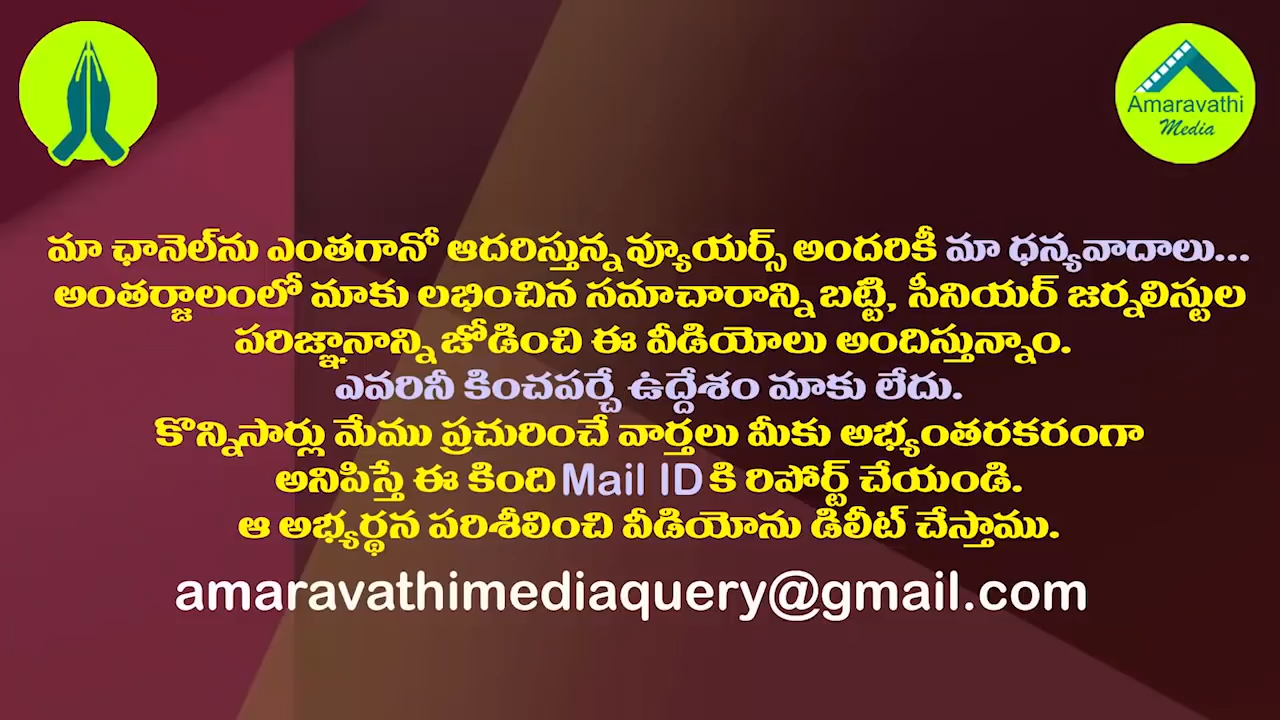 Amaravathi
Media
మా ఛానెల్‌ను ఎంతగానో ఆదరిస్తున్న వ్యూయర్స్ అందరికీ మా ధన్యవాదాలు...
అంతర్జాలంలో మాకు లభించిన సమాచారాన్ని బట్టి, సీనియర్ జర్నలిస్టుల
పరిజ్ఞానాన్ని జోడించి ఈ వీడియోలు అందిస్తున్నాం.
ఎవరినీ కించపర్చే ఉద్దేశం మాకు లేదు.
కొన్నిసార్లు మేము ప్రచురించే వార్తలు మీకు అభ్యంతరకరంగా
అనిపిస్తే ఈ కింది Mail ID కి రిపోర్ట్ చేయండి.
ఆ అభ్యర్థన పరిశీలించి వీడియోను డిలీట్ చేస్తాము.
amaravathimediaquery@gmail.com